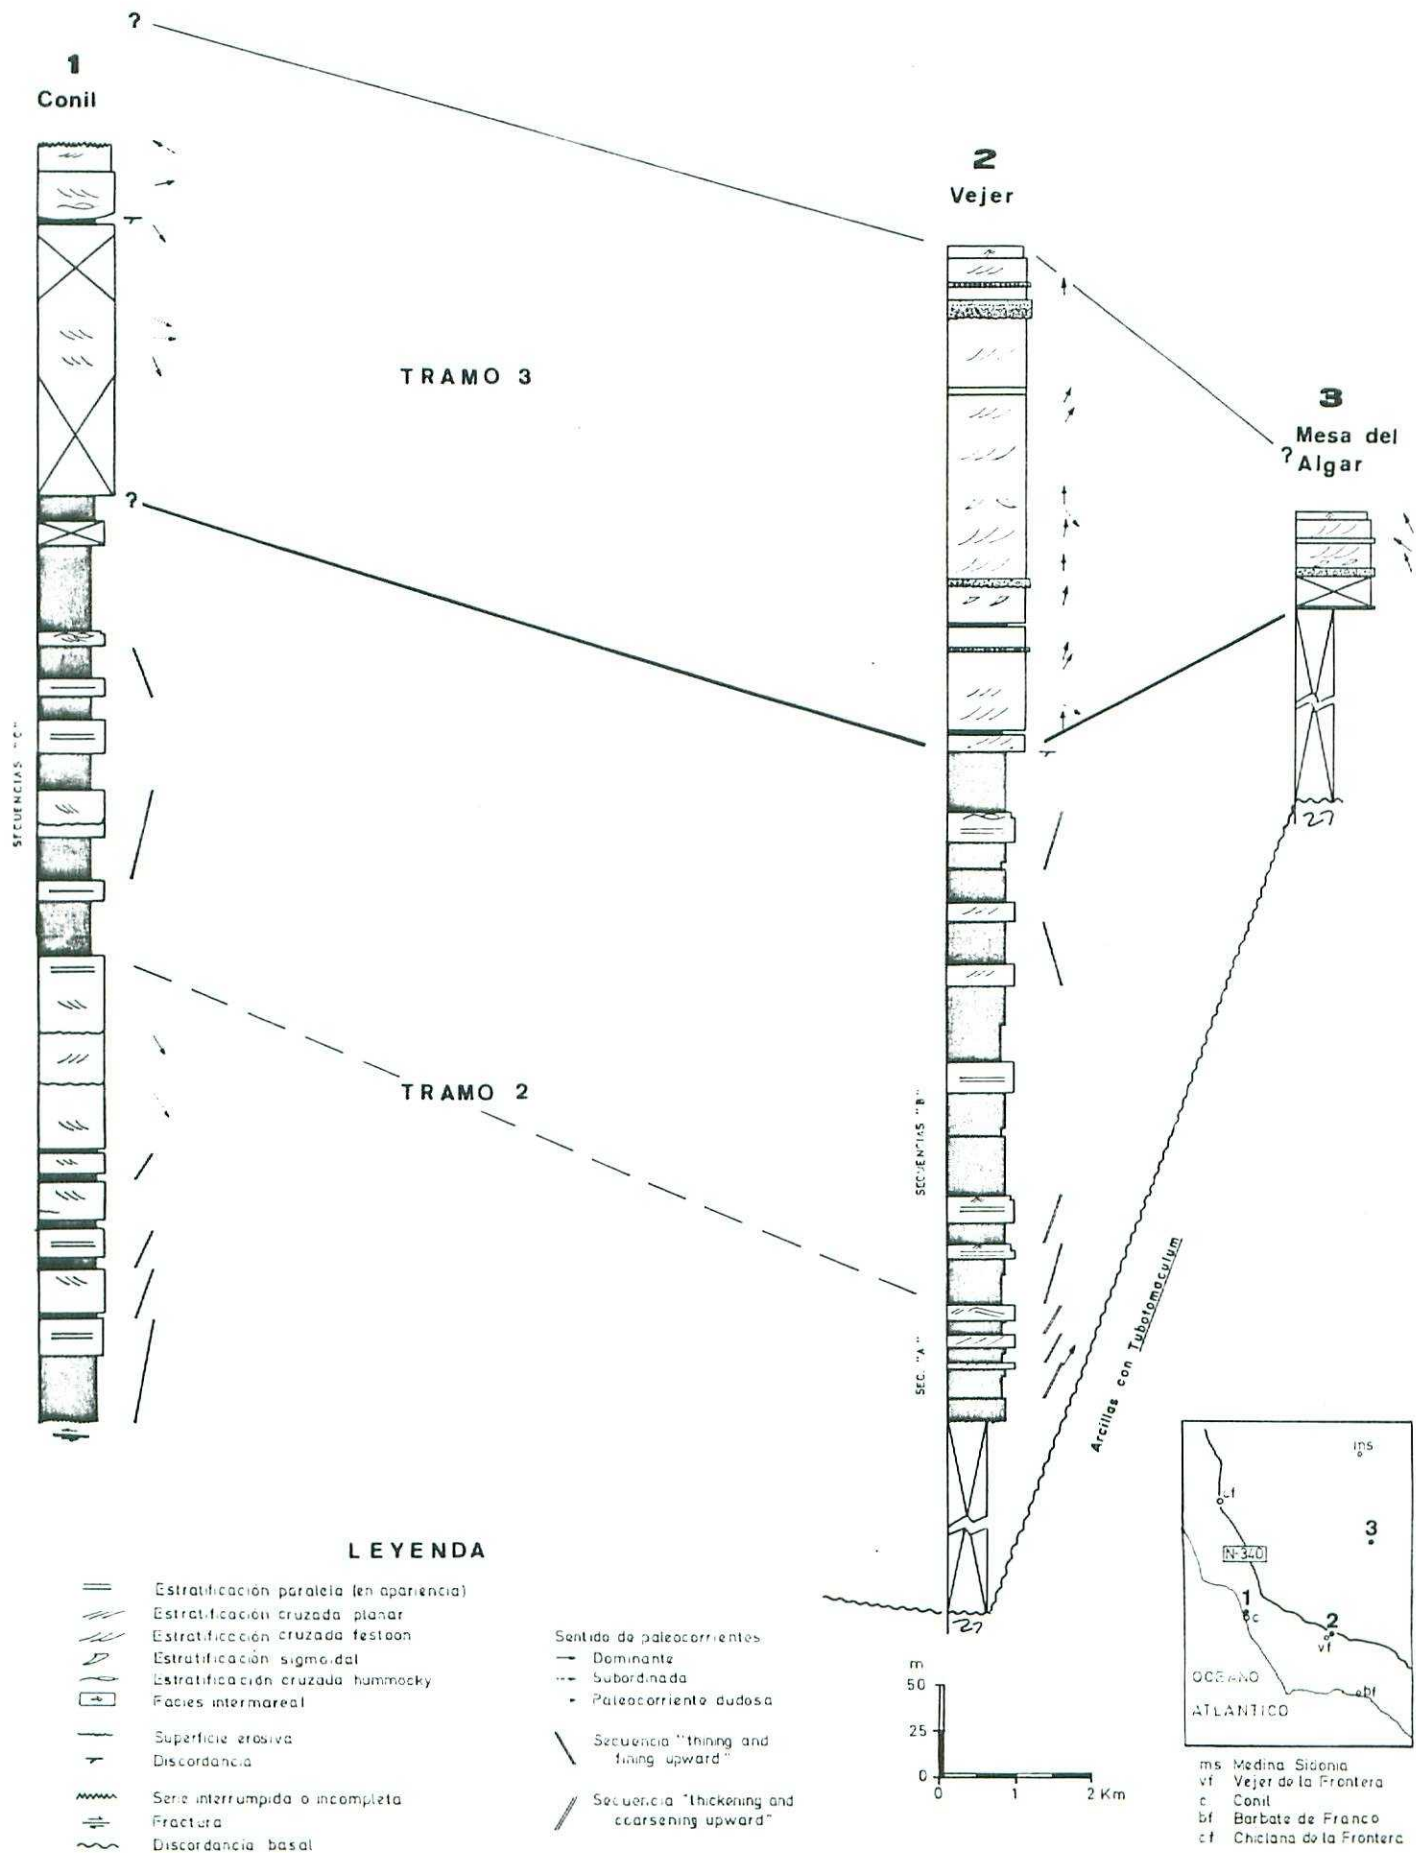 ?
1
Conil
2
Vejer
TRAMO 3
3
Mesa del
? Algar
?
SECUENCIAS "C"
27
TRAMO 2
SECUENCIAS "B"
SEC. "A"
Arcillas con Tubotomaculum
27
LEYENDA
Estratificación paralela (en apariencia)
Estratificación cruzada planar
Estratificación cruzada festoon
Estratificación sigmoidal
Estratificación cruzada hummocky
Facies intermareal
Superficie erosiva
Discordancia
Serie interrumpida o incompleta
Fractura
Discordancia basal
Sentido de paleocorrientes
Dominante
Subordinada
Paleocorriente dudosa
Secuencia "thining and
fining upward"
Secuencia "thickening and
coarsening upward"
m
50
25
0
0 1 2 Km
ms
cf
3
N-340
1
c
2
vf
OCEANO
ATLANTICO
bf
ms Medina Sidonia
vf Vejer de la Frontera
c Conil
bf Barbate de Franco
cf Chiclana de la Frontera